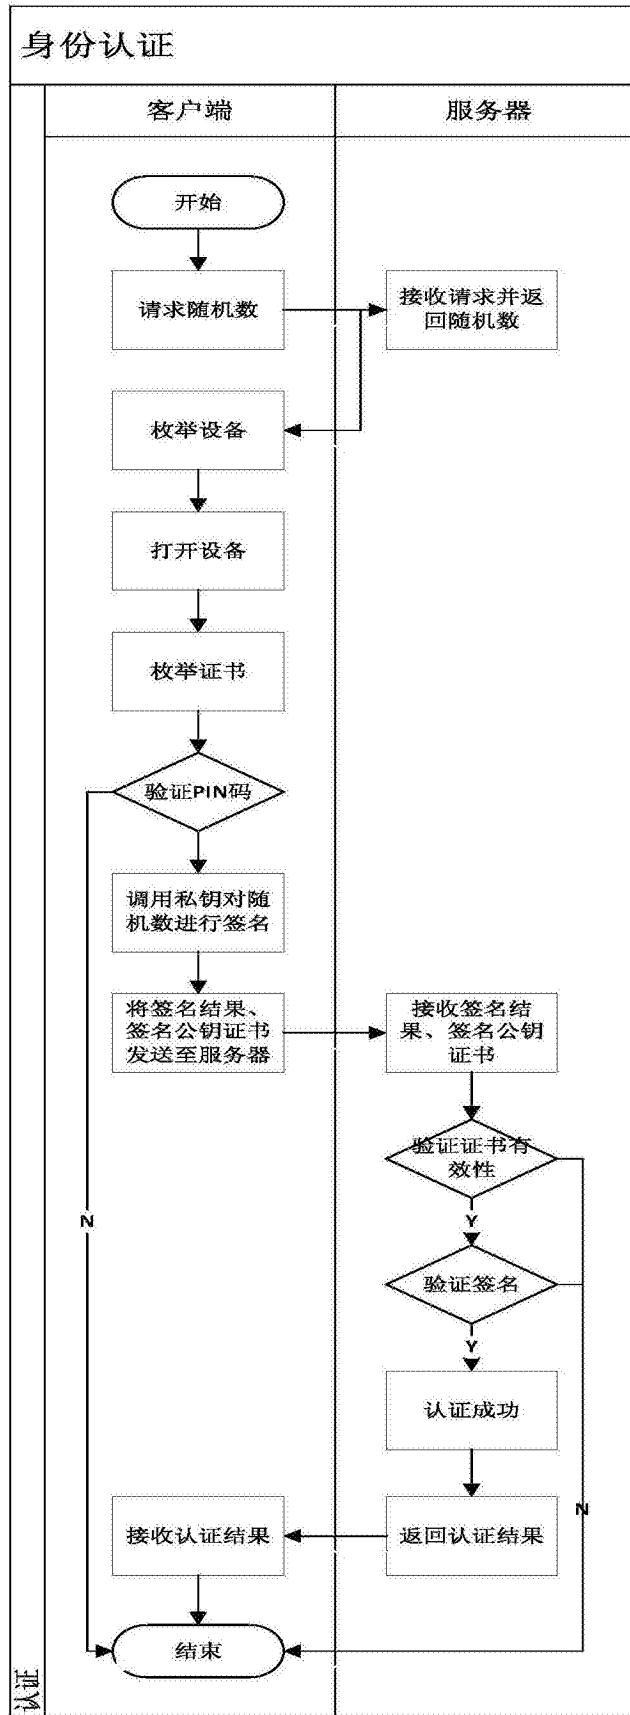 身份认证
客户端
服务器
开始
请求随机数
接收请求并返
回随机数
枚举设备
打开设备
枚举证书
验证PIN码
调用私钥对随
机数进行签名
将签名结果、
签名公钥证书
发送至服务器
接收签名结
果、签名公钥
证书
验证证书有
效性
N
Y
验证签名
Y
认证成功
N
接收认证结果
返回认证结果
结束
认证